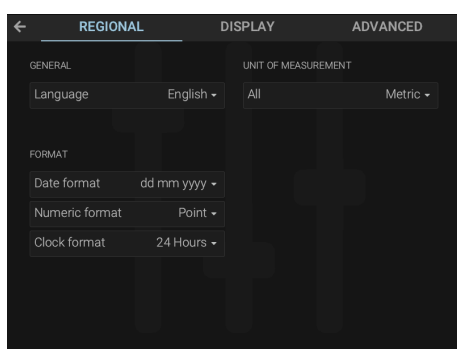 REGIONAL DISPLAY ADVANCED
GENERAL
Language English
UNIT OF MEASUREMENT
All Metric
FORMAT
Date format dd mm yyyy
Numeric format Point
Clock format 24 Hours